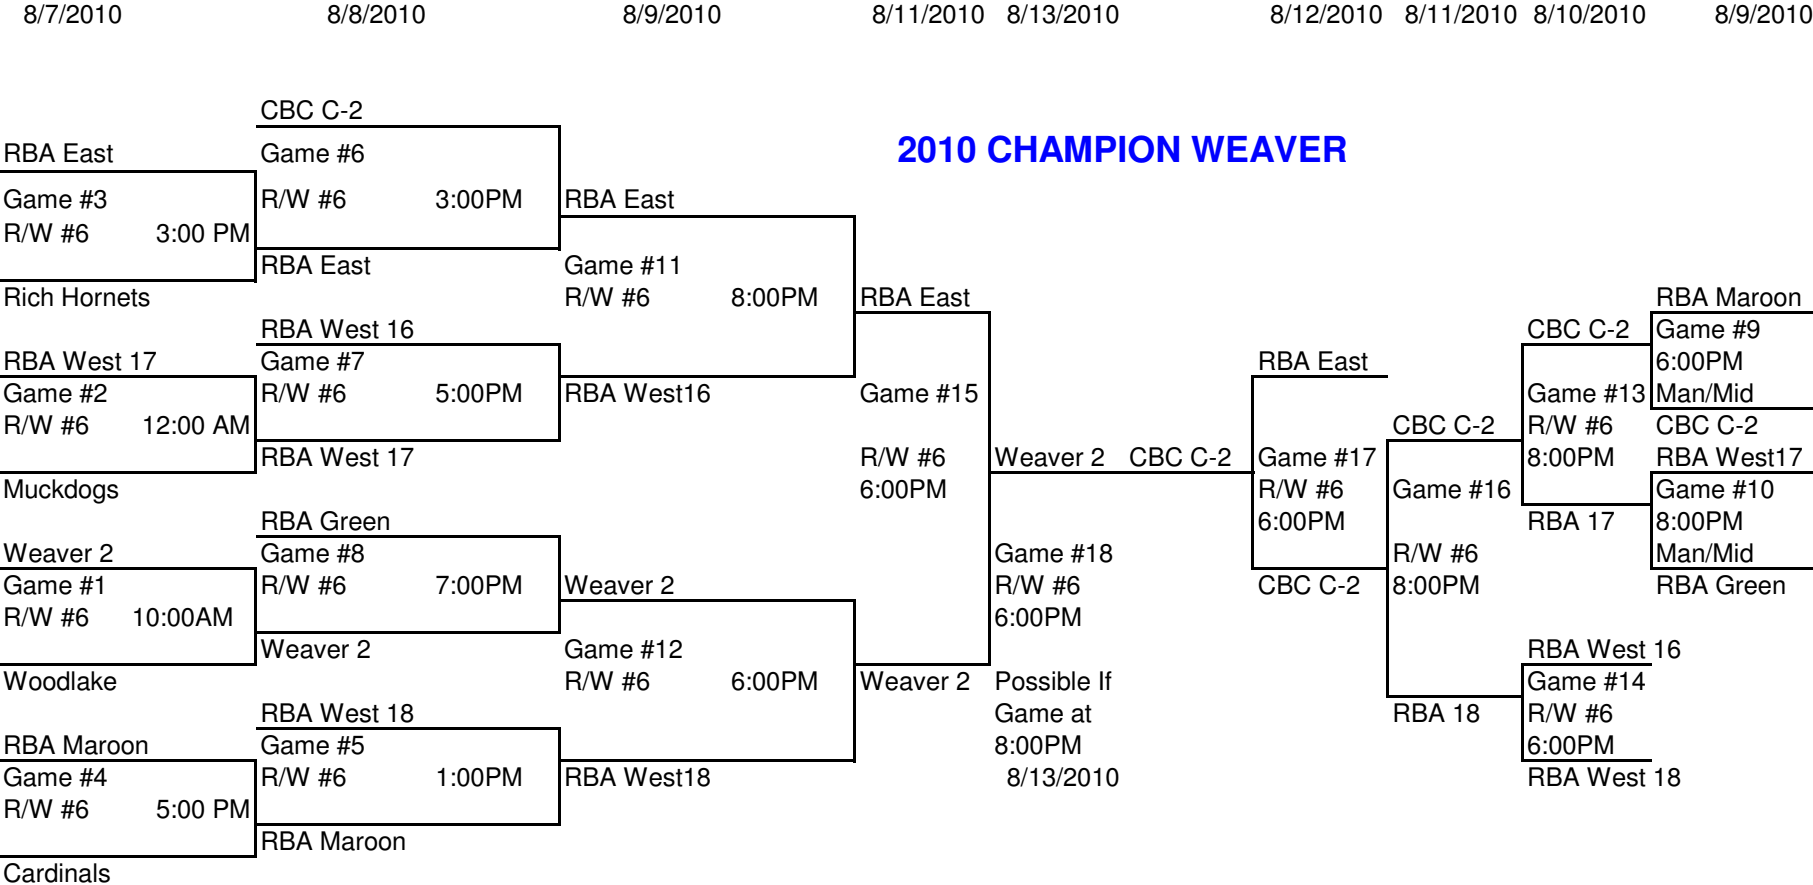 8/7/2010 8/8/2010 8/9/2010 8/11/2010 8/13/2010 8/12/2010 8/11/2010 8/10/2010 8/9/2010
CBC C-2
RBA East Game #6 2010 CHAMPION WEAVER
Game #3 R/W #6 3:00PM RBA East
R/W #6 3:00 PM
RBA East Game #11
Rich Hornets R/W #6 8:00PM RBA East RBA Maroon
RBA West 16 CBC C-2 Game #9
RBA West 17 Game #7 RBA East 6:00PM
Game #2 R/W #6 5:00PM RBA West16 Game #15 Game #13 Man/Mid
R/W #6 12:00 AM CBC C-2 R/W #6 CBC C-2
RBA West 17 R/W #6 Weaver 2 CBC C-2 Game #17 8:00PM RBA West17
Muckdogs 6:00PM R/W #6 Game #16 Game #10
RBA Green 6:00PM RBA 17 8:00PM
Weaver 2 Game #8 Game #18 R/W #6 Man/Mid
Game #1 R/W #6 7:00PM Weaver 2 R/W #6 CBC C-2 8:00PM RBA Green
R/W #6 10:00AM 6:00PM
Weaver 2 Game #12 RBA West 16
Woodlake R/W #6 6:00PM Weaver 2 Possible If Game #14
RBA West 18 Game at RBA 18 R/W #6
RBA Maroon Game #5 8:00PM 6:00PM
Game #4 R/W #6 1:00PM RBA West18 8/13/2010 RBA West 18
R/W #6 5:00 PM
RBA Maroon
Cardinals